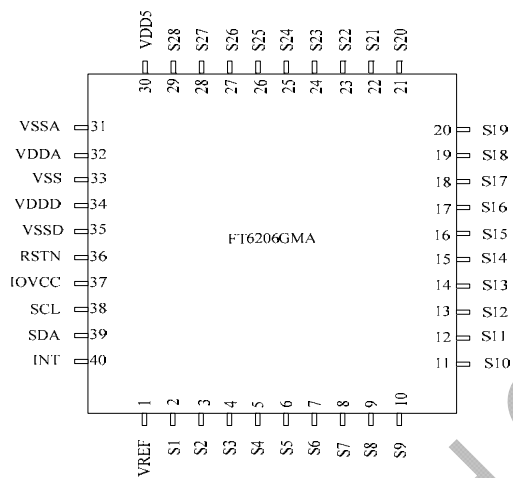 VDD5 S28 S27 S26 S25 S24 S23 S22 S21 S20
30 29 28 27 26 25 24 23 22 21
VSSA 31 20 S19
VDDA 32 19 S18
VSS 33 18 S17
VDDD 34 17 S16
VSSD 35 16 S15
FT6206GMA
RSTN 36 15 S14
IOVCC 37 14 S13
SCL 38 13 S12
SDA 39 12 S11
INT 40 11 S10
1 2 3 4 5 6 7 8 9 10
VREF S1 S2 S3 S4 S5 S6 S7 S8 S9